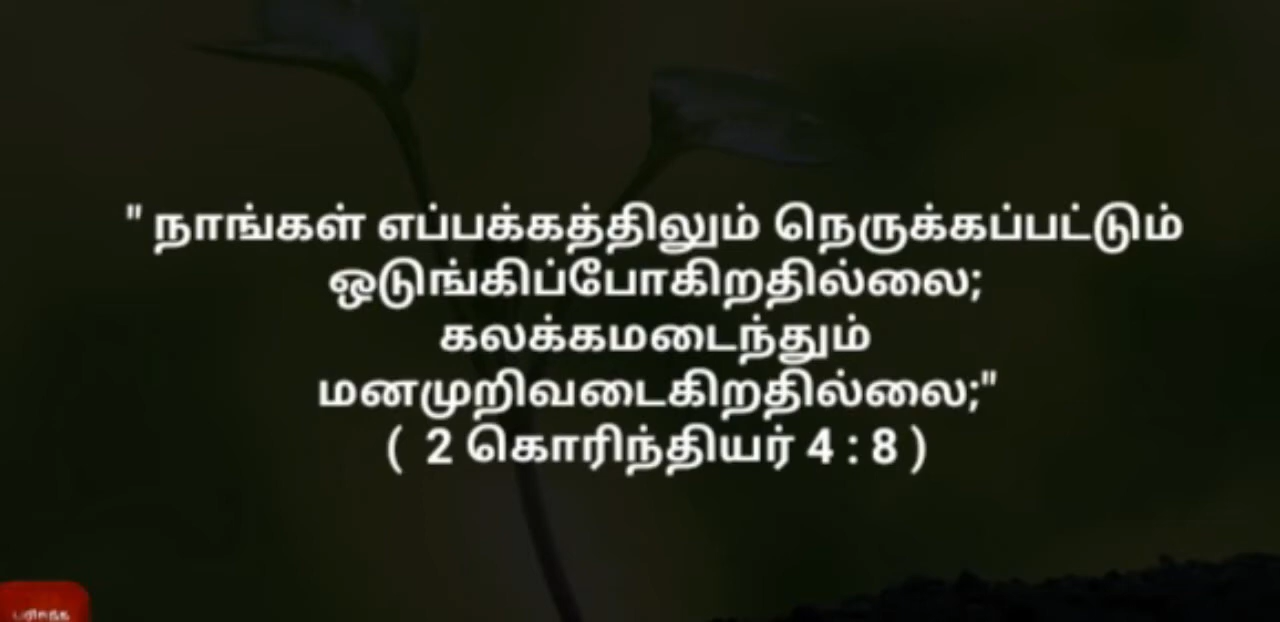 " நாங்கள் எப்பக்கத்திலும் நெருக்கப்பட்டும்
ஒடுங்கிப்போகிறதில்லை;
கலக்கமடைந்தும்
மனமுறிவடைகிறதில்லை;"
( 2 கொரிந்தியர் 4 : 8 )